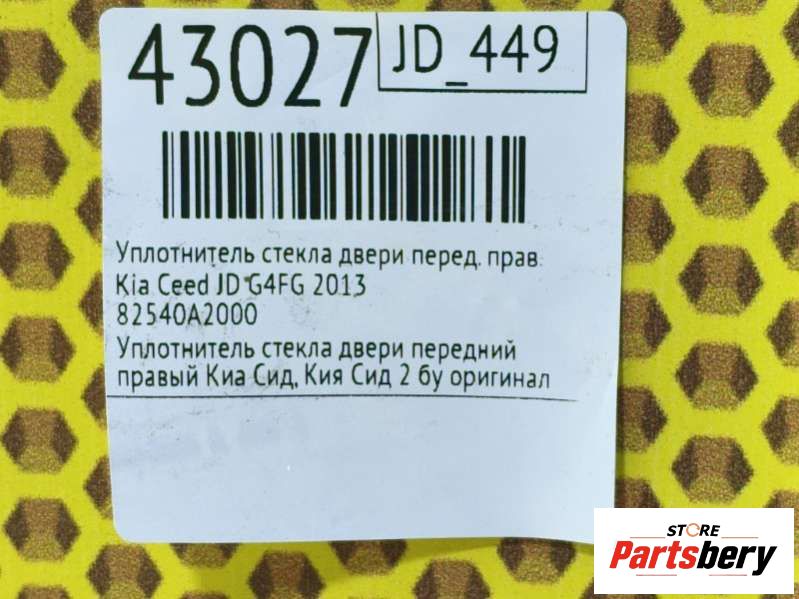 43027
JD_449
Уплотнитель стекла двери перед. прав.
Kia Ceed JD G4FG 2013
82540A2000
Уплотнитель стекла двери передний
правый Киа Сид, Кия Сид 2 бу оригинал
STORE
Partsbery